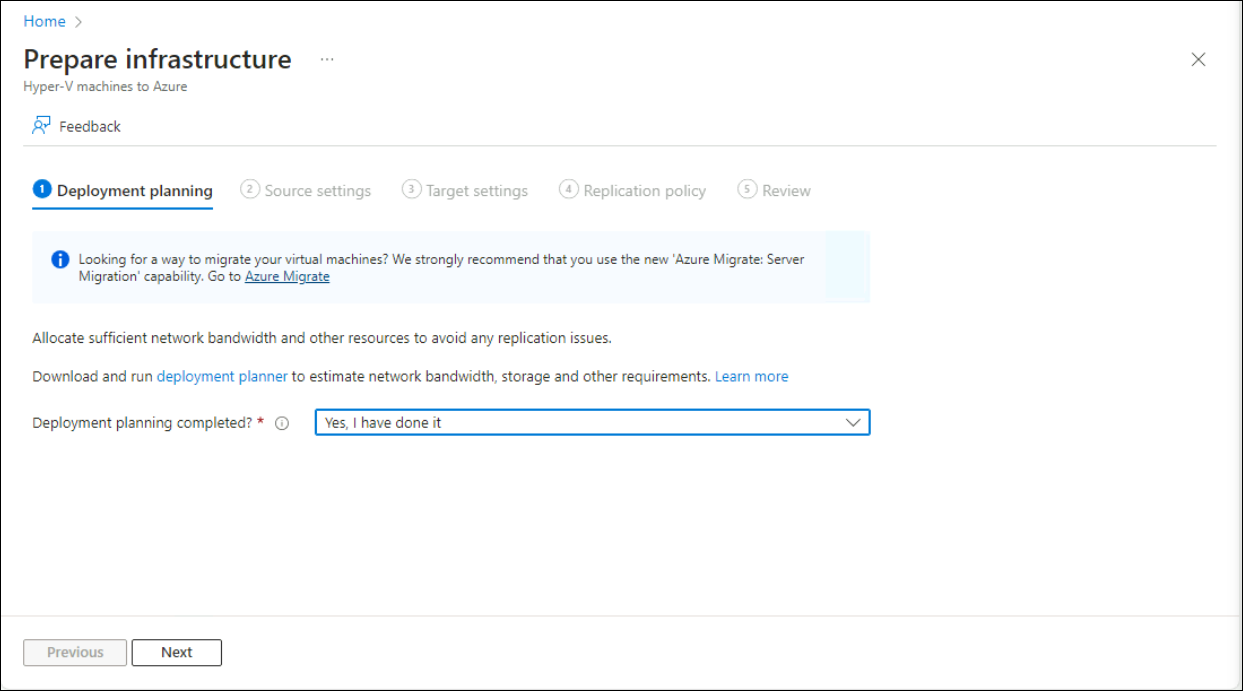 Home
Prepare infrastructure ...
Hyper-V machines to Azure
Feedback
1 Deployment planning 2 Source settings 3 Target settings 4 Replication policy 5 Review
Looking for a way to migrate your virtual machines? We strongly recommend that you use the new 'Azure Migrate: Server
Migration' capability. Go to Azure Migrate
Allocate sufficient network bandwidth and other resources to avoid any replication issues.
Download and run deployment planner to estimate network bandwidth, storage and other requirements. Learn more
Deployment planning completed? * Yes, I have done it
Previous Next